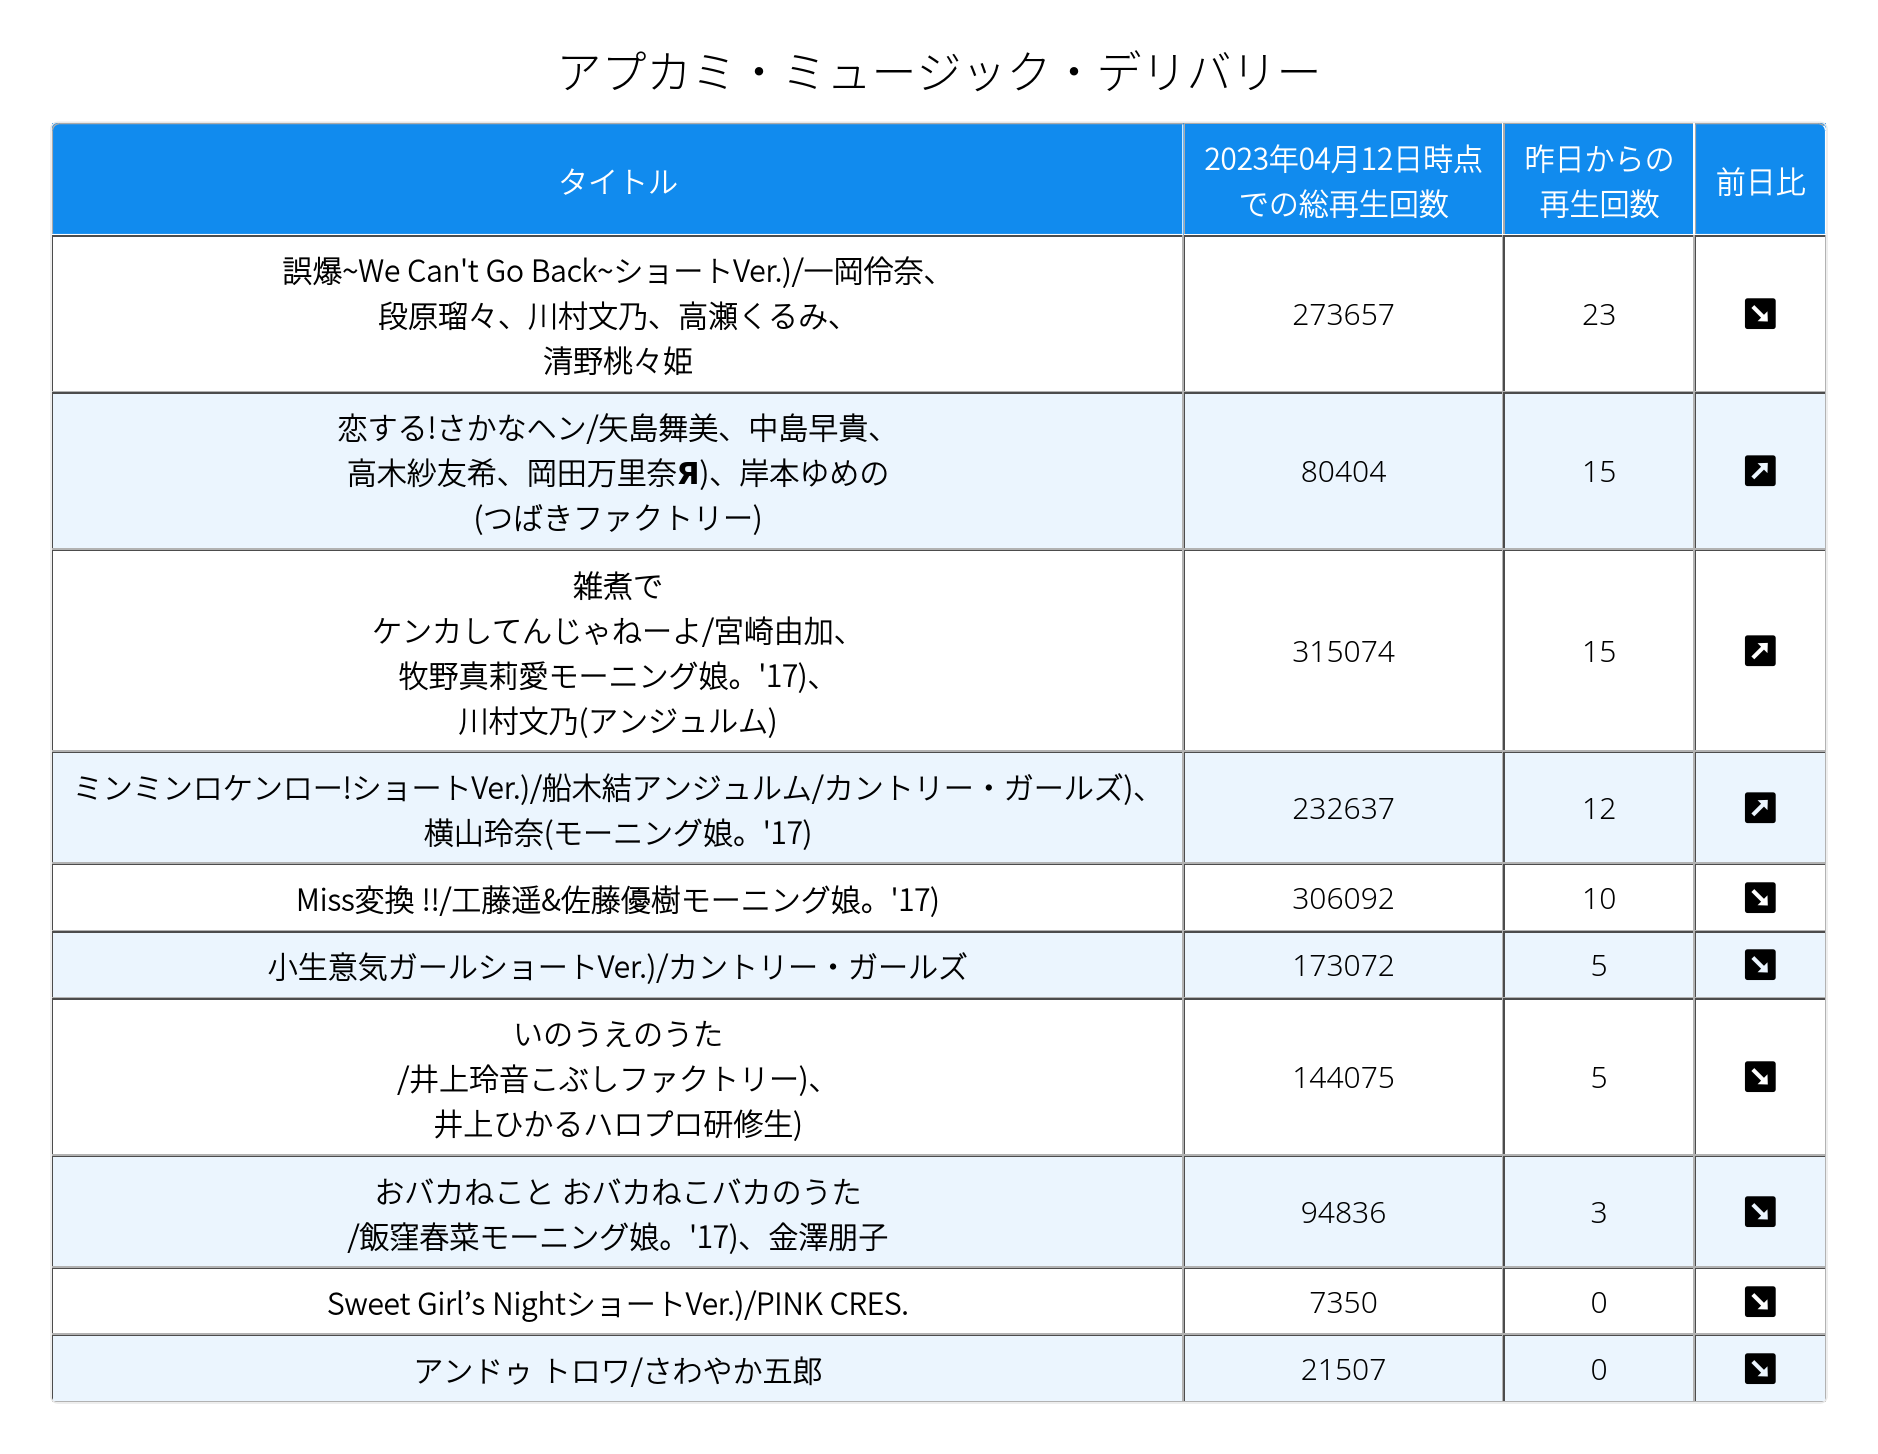 アプカミ・ミュージック・デリバリー
タイトル
2023年04月12日時点
での総再生回数
昨日からの
再生回数
前日比
誤爆~We Can't Go Back~ショートVer.)/一岡伶奈、
段原瑠々、川村文乃、高瀬くるみ、
清野桃々姫
273657
23
恋する!さかなヘン/矢島舞美、中島早貴、
高木紗友希、岡田万里奈Я)、岸本ゆめの
(つばきファクトリー)
80404
15
雑煮で
ケンカしてんじゃねーよ/宮崎由加、
牧野真莉愛モーニング娘。'17)、
川村文乃(アンジュルム)
315074
15
ミンミンロケンロー!ショートVer.)/船木結アンジュルム/カントリー・ガールズ)、
横山玲奈(モーニング娘。'17)
232637
12
Miss変換 !!/工藤遥&佐藤優樹モーニング娘。'17)
306092
10
小生意気ガールショートVer.)/カントリー・ガールズ
173072
5
いのうえのうた
/井上玲音こぶしファクトリー)、
井上ひかるハロプロ研修生)
144075
5
おバカねこと おバカねこバカのうた
/飯窪春菜モーニング娘。'17)、金澤朋子
94836
3
Sweet Girl’s NightショートVer.)/PINK CRES.
7350
0
アンドゥ トロワ/さわやか五郎
21507
0